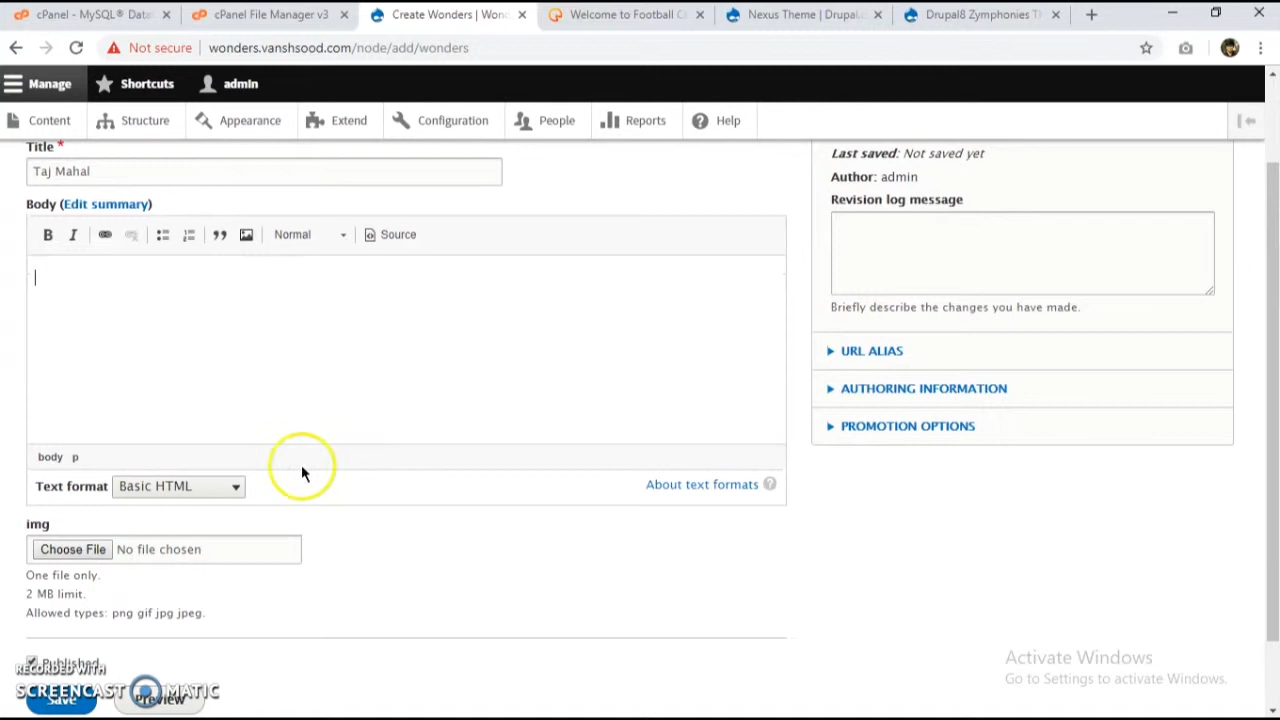 cPanel - MySQL® Data
cPanel File Manager v3
Create Wonders | Wond
Welcome to Football C
Nexus Theme | Drupal.
Drupal8 Zymphonies Th
Not secure
wonders.vanshsood.com/node/add/wonders
Manage
Shortcuts
admin
Content
Structure
Appearance
Extend
Configuration
People
Reports
Help
Title *
Taj Mahal
Body (Edit summary)
B I
Normal
Source
body p
Text format
Basic HTML
About text formats ?
img
Choose File No file chosen
One file only.
2 MB limit.
Allowed types: png gif jpg jpeg.
Published
Save
Preview
RECORDED WITH
SCREENCAST-O-MATIC
Last saved: Not saved yet
Author: admin
Revision log message
Briefly describe the changes you have made.
URL ALIAS
AUTHORING INFORMATION
PROMOTION OPTIONS
Activate Windows
Go to Settings to activate Windows.